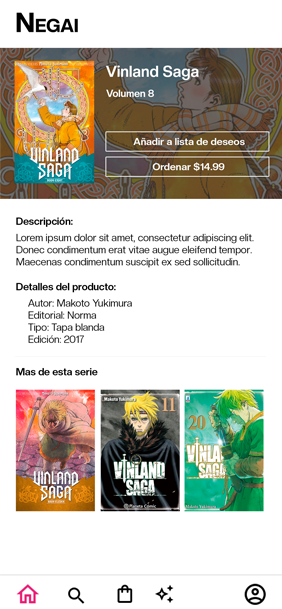 NEGAI
Vinland Saga
Volumen 8
VINLAND
SAGA
Añadir a lista de deseos
Ordenar $14.99
Descripción:
Lorem ipsum dolor sit amet, consectetur adipiscing elit.
Donec condimentum erat vitae augue eleifend tempor.
Maecenas condimentum suscipit ex sed sollicitudin.
Detalles del producto:
Autor: Makoto Yukimura
Editorial: Norma
Tipo: Tapa blanda
Edición: 2017
Mas de esta serie
VINLAND
SAGA
Makoto Yukimura
11
VINLAND
SAGA
Planeta Cómic
20
VINLAND
SAGA
Makoto Yukimura